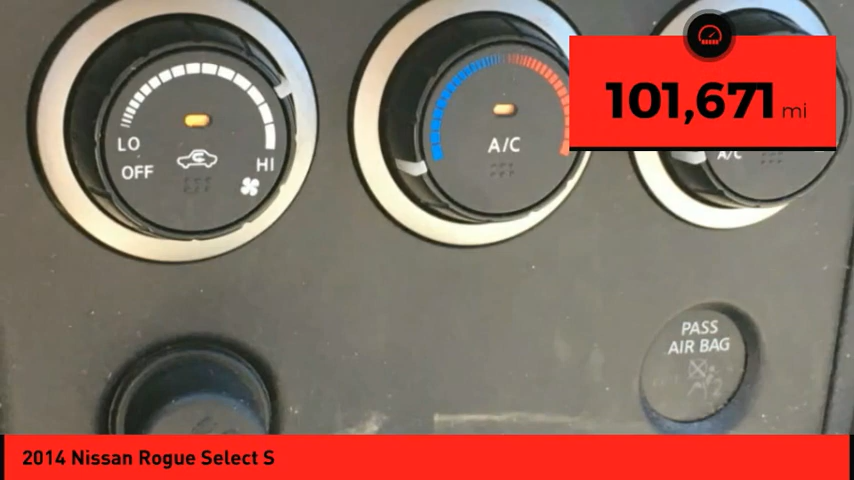 101,671 mi
LO
OFF
HI
A/C
A/C
PASS
AIR BAG
2014 Nissan Rogue Select S